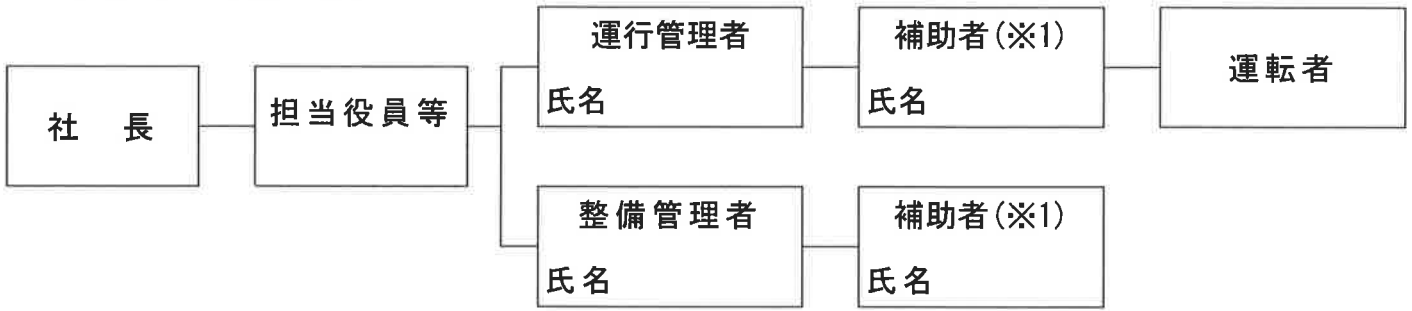 社　長
担当役員等
運行管理者
氏名
補助者(※1)
氏名
運転者
整備管理者
氏名
補助者(※1)
氏名